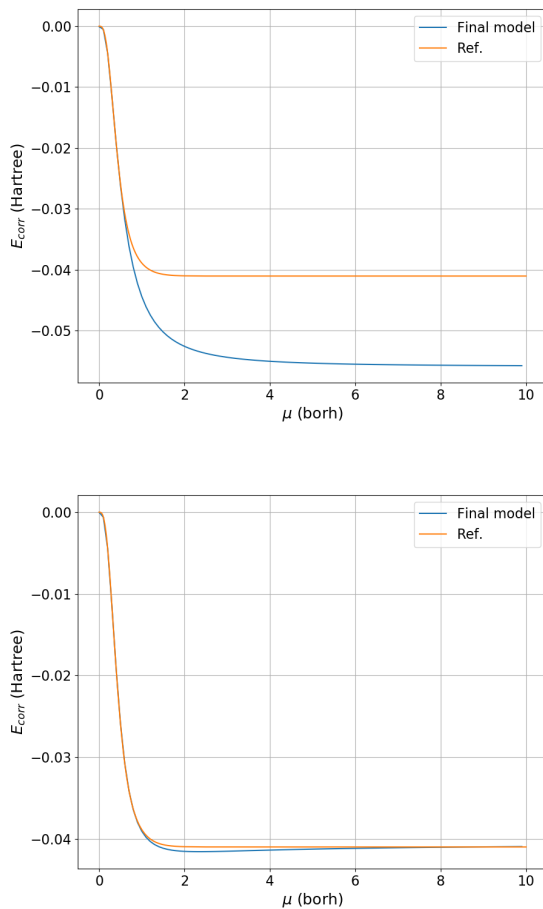 0.00
−0.01
−0.02
−0.03
−0.04
−0.05
E_corr (Hartree)
Final model
Ref.
0 2 4 6 8 10
μ (borh)
0.00
−0.01
−0.02
−0.03
−0.04
E_corr (Hartree)
Final model
Ref.
0 2 4 6 8 10
μ (borh)